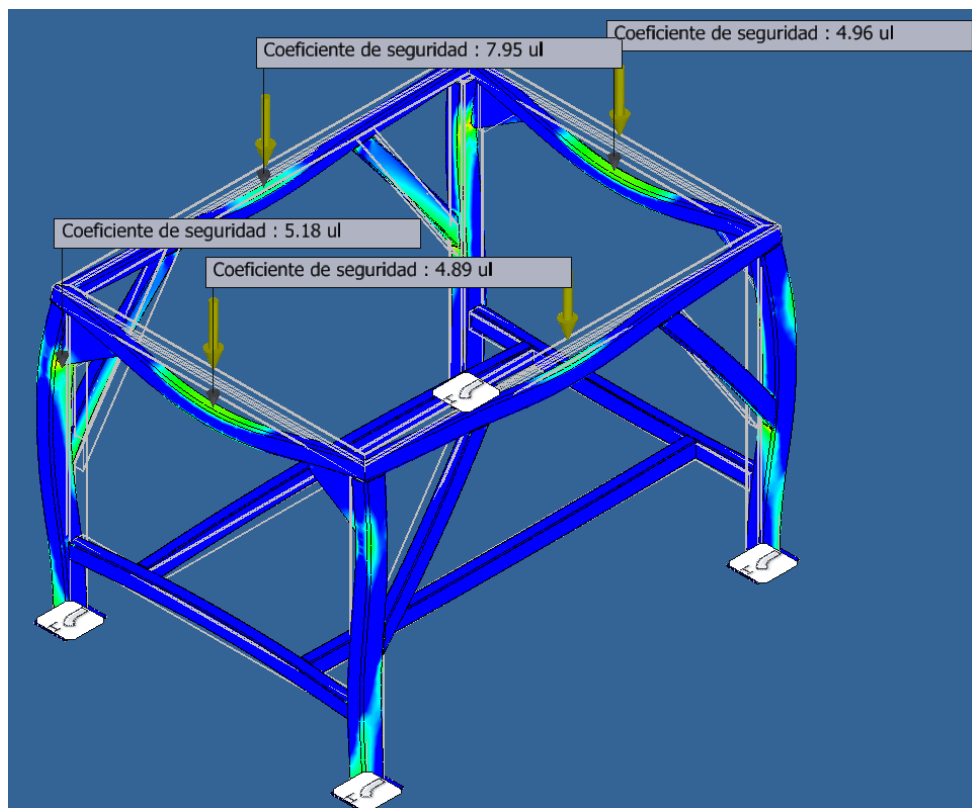 Coeficiente de seguridad : 7.95 ul
Coeficiente de seguridad : 4.96 ul
Coeficiente de seguridad : 5.18 ul
Coeficiente de seguridad : 4.89 ul